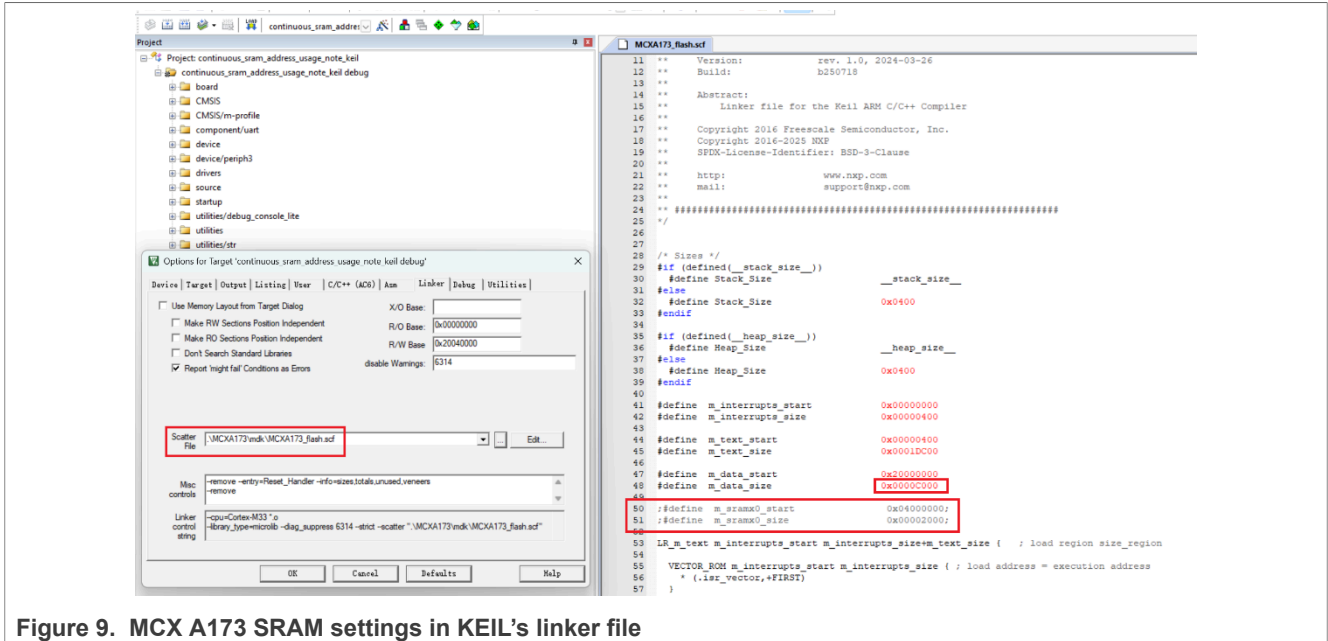 continuous_sram_addre:
Project
Project: continuous_sram_address_usage_note_keil
continuous_sram_address_usage_note_keil debug
board
CMSIS
CMSIS/m-profile
component/uart
device
device/periph3
drivers
source
startup
utilities/debug_console_lite
utilities
utilities/str
Options for Target 'continuous_sram_address_usage_note_keil debug'
Device Target Output Listing User C/C++ (AC6) Asm Linker Debug Utilities
Use Memory Layout from Target Dialog X/O Base:
Make RW Sections Position Independent R/O Base: 0x00000000
Make RO Sections Position Independent R/W Base 0x20040000
Don't Search Standard Libraries disable Warnings: 6314
Report 'might fail' Conditions as Errors
Scatter File .\MCXA173\mdk\MCXA173_flash.scf ... Edit...
Misc controls --remove --entry=Reset_Handler --info=sizes,totals,unused,veneers
--remove
Linker control string --cpu=Cortex-M33 *.o
--library_type=microlib --diag_suppress 6314 --strict --scatter ".\MCXA173\mdk\MCXA173_flash.scf"
OK Cancel Defaults Help
MCXA173_flash.scf
11 ** Version: rev. 1.0, 2024-03-26
12 ** Build: b250718
13 **
14 ** Abstract:
15 ** Linker file for the Keil ARM C/C++ Compiler
16 **
17 ** Copyright 2016 Freescale Semiconductor, Inc.
18 ** Copyright 2016-2025 NXP
19 ** SPDX-License-Identifier: BSD-3-Clause
20 **
21 ** http: www.nxp.com
22 ** mail: support@nxp.com
23 **
24 ** ###################################################################
25 */
26
27
28 /* Sizes */
29 #if (defined(__stack_size__))
30 #define Stack_Size __stack_size__
31 #else
32 #define Stack_Size 0x0400
33 #endif
34
35 #if (defined(__heap_size__))
36 #define Heap_Size __heap_size__
37 #else
38 #define Heap_Size 0x0400
39 #endif
40
41 #define m_interrupts_start 0x00000000
42 #define m_interrupts_size 0x00000400
43
44 #define m_text_start 0x00000400
45 #define m_text_size 0x0001DC00
46
47 #define m_data_start 0x20000000
48 #define m_data_size 0x0000C000
49
50 ;#define m_sramx0_start 0x04000000;
51 ;#define m_sramx0_size 0x00002000;
52
53 LR_m_text m_interrupts_start m_interrupts_size+m_text_size { ; load region size_region
54
55 VECTOR_ROM m_interrupts_start m_interrupts_size { ; load address = execution address
56 * (.isr_vector,+FIRST)
57 }
Figure 9. MCX A173 SRAM settings in KEIL's linker file